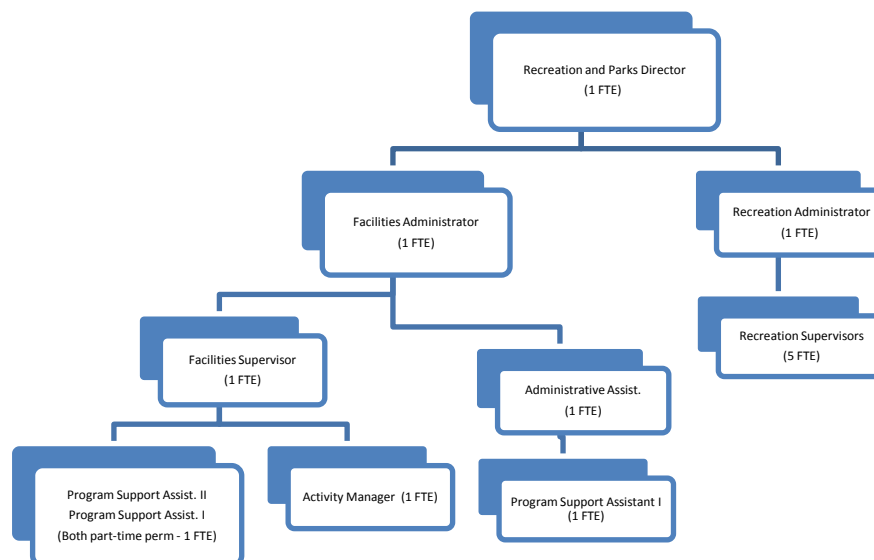 Recreation and Parks Director
(1 FTE)
Facilities Administrator
(1 FTE)
Recreation Administrator
(1 FTE)
Facilities Supervisor
(1 FTE)
Administrative Assist.
(1 FTE)
Recreation Supervisors
(5 FTE)
Program Support Assist. II
Program Support Assist. I
(Both part-time perm - 1 FTE)
Activity Manager (1 FTE)
Program Support Assistant I
(1 FTE)